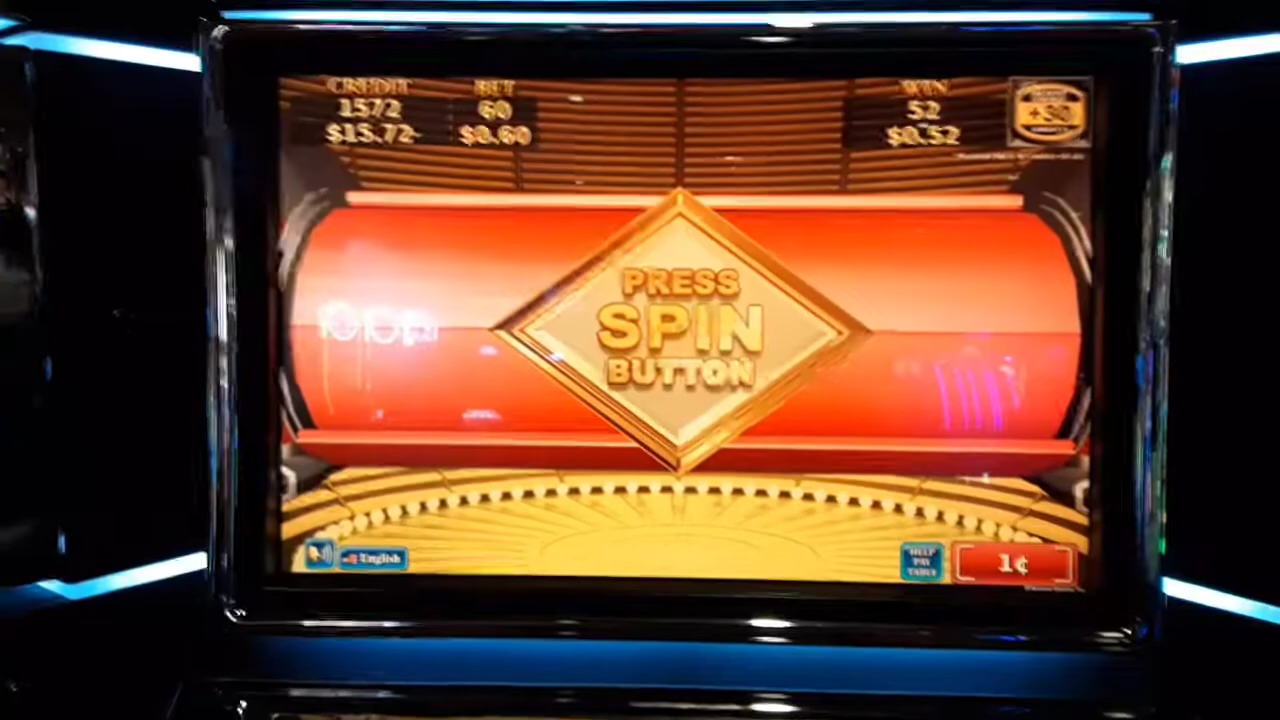 CREDIT
1572
$15.72
BET
60
$0.60
WIN
52
$0.52
+30
PRESS
SPIN
BUTTON
English
HELP
PAY
TABLE
1¢